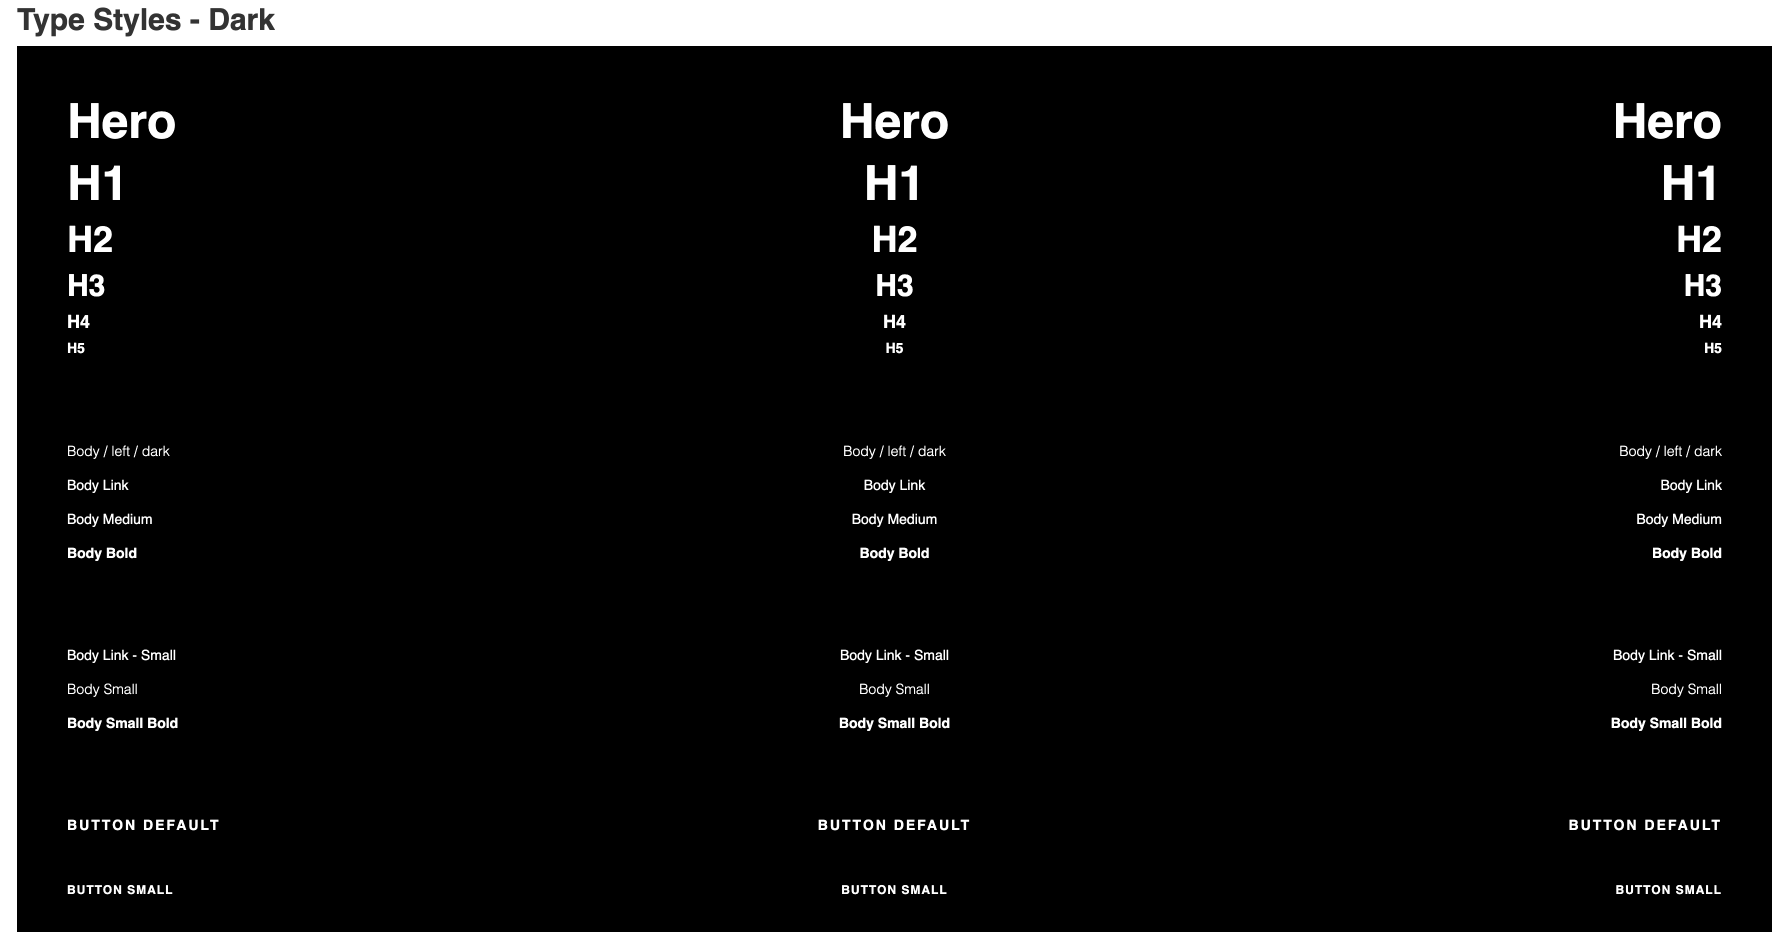 Type Styles - Dark
Hero Hero Hero
H1 H1 H1
H2 H2 H2
H3 H3 H3
H4 H4 H4
H5 H5 H5
Body / left / dark Body / left / dark Body / left / dark
Body Link Body Link Body Link
Body Medium Body Medium Body Medium
Body Bold Body Bold Body Bold
Body Link - Small Body Link - Small Body Link - Small
Body Small Body Small Body Small
Body Small Bold Body Small Bold Body Small Bold
BUTTON DEFAULT BUTTON DEFAULT BUTTON DEFAULT
BUTTON SMALL BUTTON SMALL BUTTON SMALL